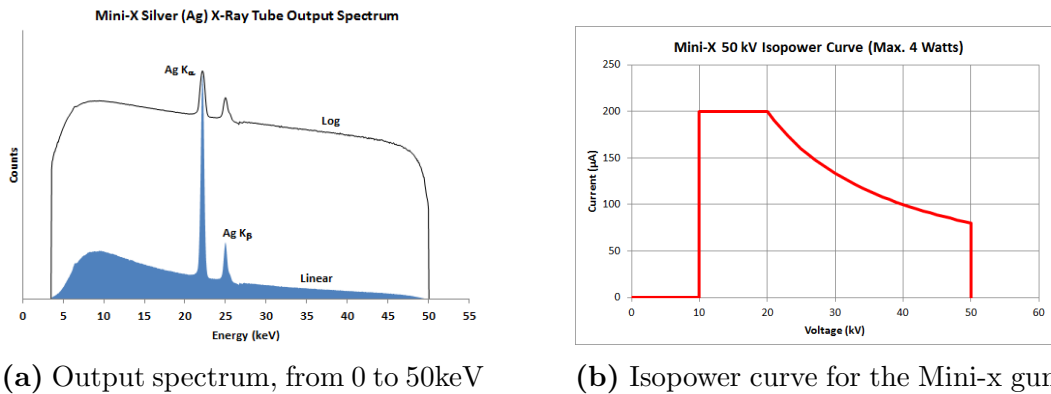 Mini-X Silver (Ag) X-Ray Tube Output Spectrum
Ag Kα
Log
Counts
Ag Kβ
Linear
0 5 10 15 20 25 30 35 40 45 50 55
Energy (keV)
(a) Output spectrum, from 0 to 50keV
Mini-X 50 kV Isopower Curve (Max. 4 Watts)
250
200
150
100
50
0
Current (µA)
0 10 20 30 40 50 60
Voltage (kV)
(b) Isopower curve for the Mini-x gun